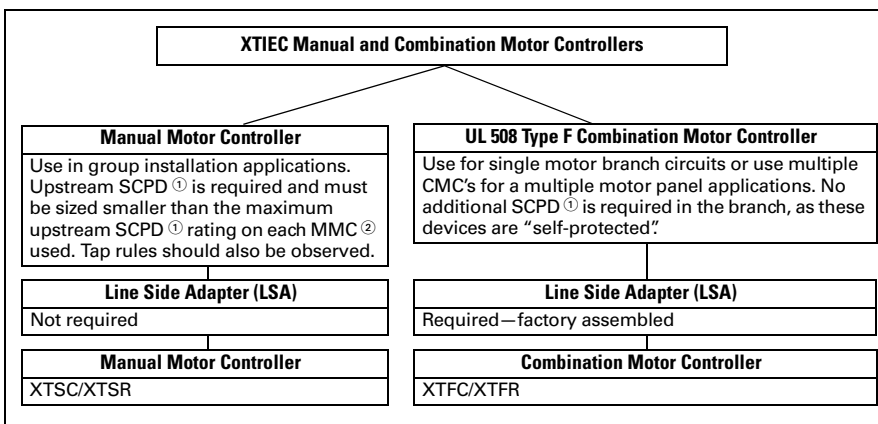 XTIEC Manual and Combination Motor Controllers
Manual Motor Controller
Use in group installation applications.
Upstream SCPD ① is required and must
be sized smaller than the maximum
upstream SCPD ① rating on each MMC ②
used. Tap rules should also be observed.
Line Side Adapter (LSA)
Not required
Manual Motor Controller
XTSC/XTSR
UL 508 Type F Combination Motor Controller
Use for single motor branch circuits or use multiple
CMC’s for a multiple motor panel applications. No
additional SCPD ① is required in the branch, as these
devices are “self-protected”.
Line Side Adapter (LSA)
Required—factory assembled
Combination Motor Controller
XTFC/XTFR